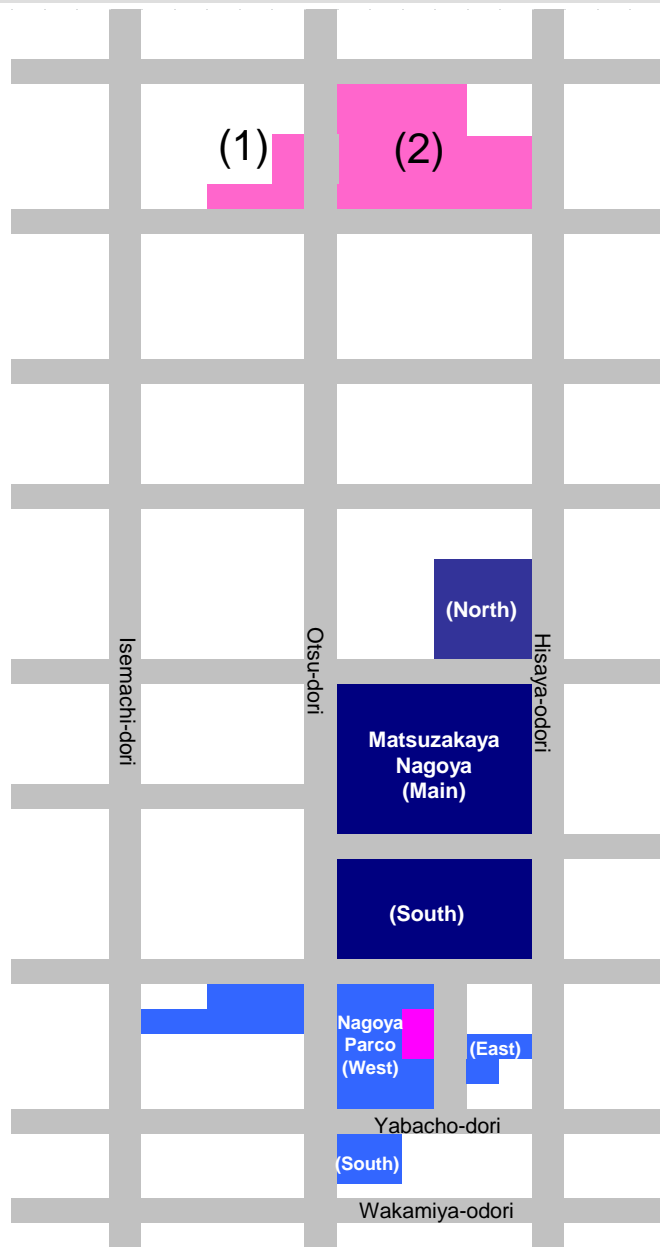 (1)
(2)
(North)
Isemachi-dori
Otsu-dori
Hisaya-odori
Matsuzakaya
Nagoya
(Main)
(South)
Nagoya
Parco
(West)
(East)
Yabacho-dori
(South)
Wakamiya-odori